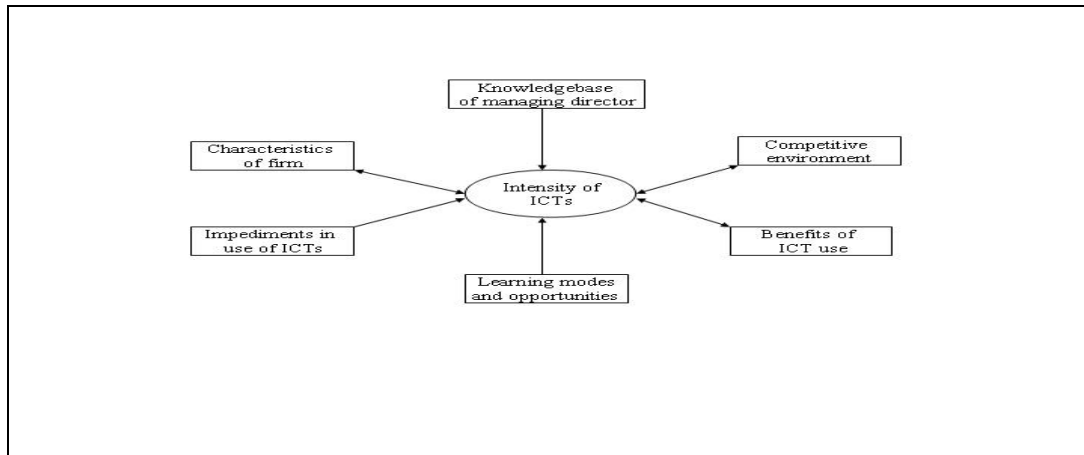 Knowledgebase
of managing director
Characteristics
of firm
Competitive
environment
Intensity of
ICTs
Impediments in
use of ICTs
Benefits of
ICT use
Learning modes
and opportunities